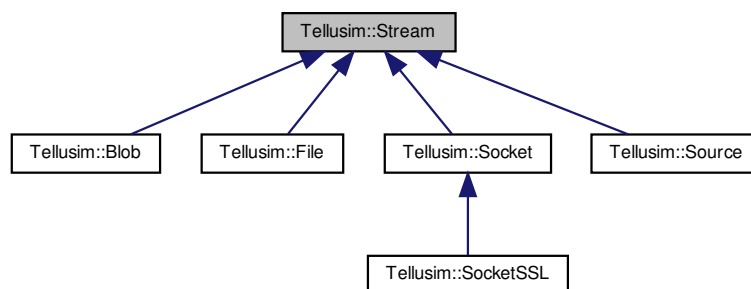 Tellusim::Stream
Tellusim::Blob
Tellusim::File
Tellusim::Socket
Tellusim::Source
Tellusim::SocketSSL